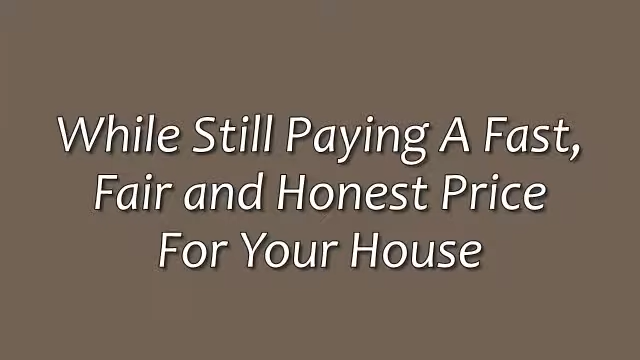 While Still Paying A Fast,
Fair and Honest Price
For Your House